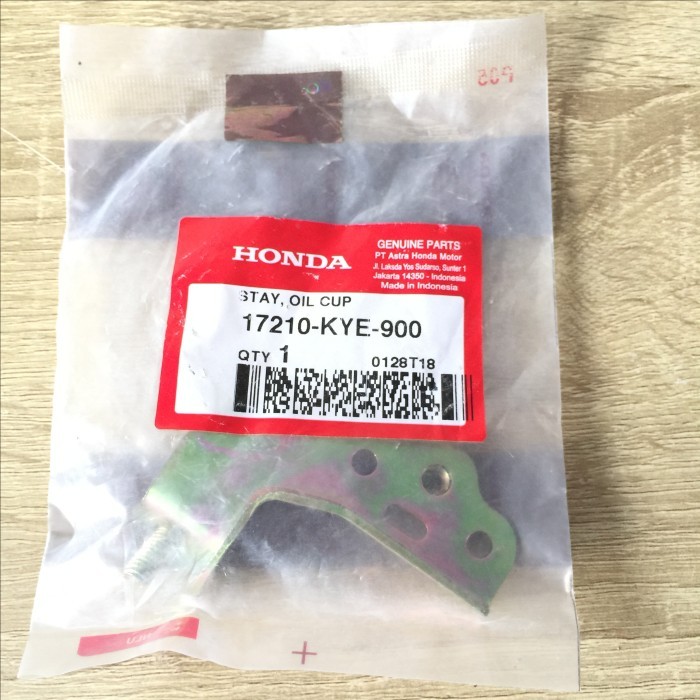 HONDA
GENUINE PARTS
PT Astra Honda Motor
Jl. Laksda Yos Sudarso, Sunter 1
Jakarta 14350 - Indonesia
Made in Indonesia
STAY, OIL CUP
17210-KYE-900
QTY 1
0128T18